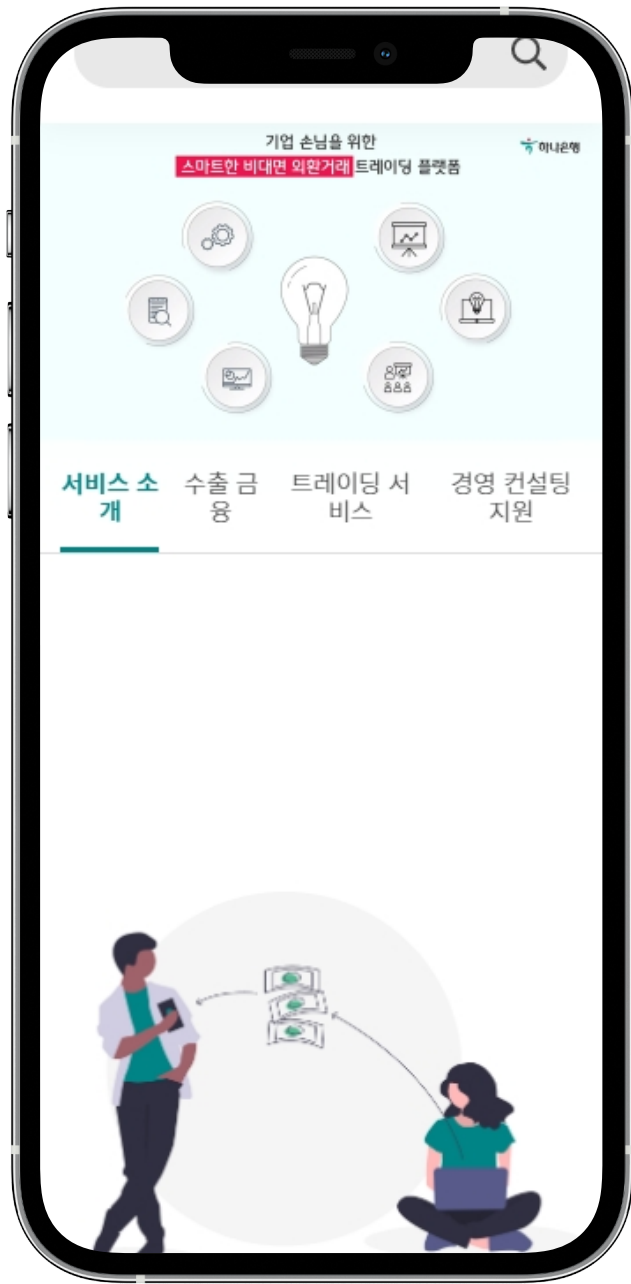 기업 손님을 위한
스마트한 비대면 외환거래 트레이딩 플랫폼
하나은행
서비스 소
개
수출 금
융
트레이딩 서
비스
경영 컨설팅
지원